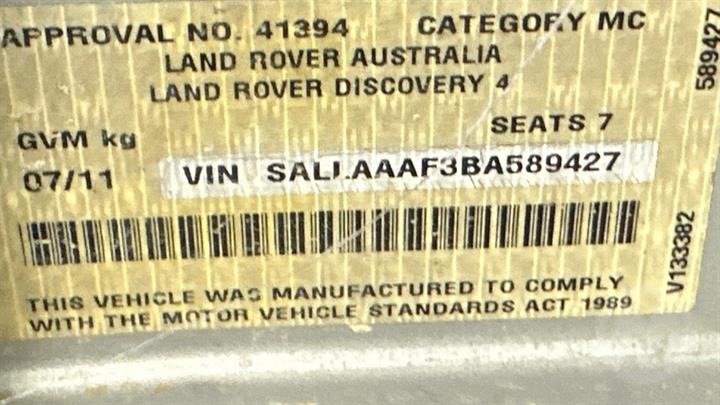 APPROVAL NO. 41394 CATEGORY MC
LAND ROVER AUSTRALIA
LAND ROVER DISCOVERY 4
GVM kg SEATS 7
07/11 VIN SALLAAAF3BA589427
THIS VEHICLE WAS MANUFACTURED TO COMPLY
WITH THE MOTOR VEHICLE STANDARDS ACT 1989
589427
V133382